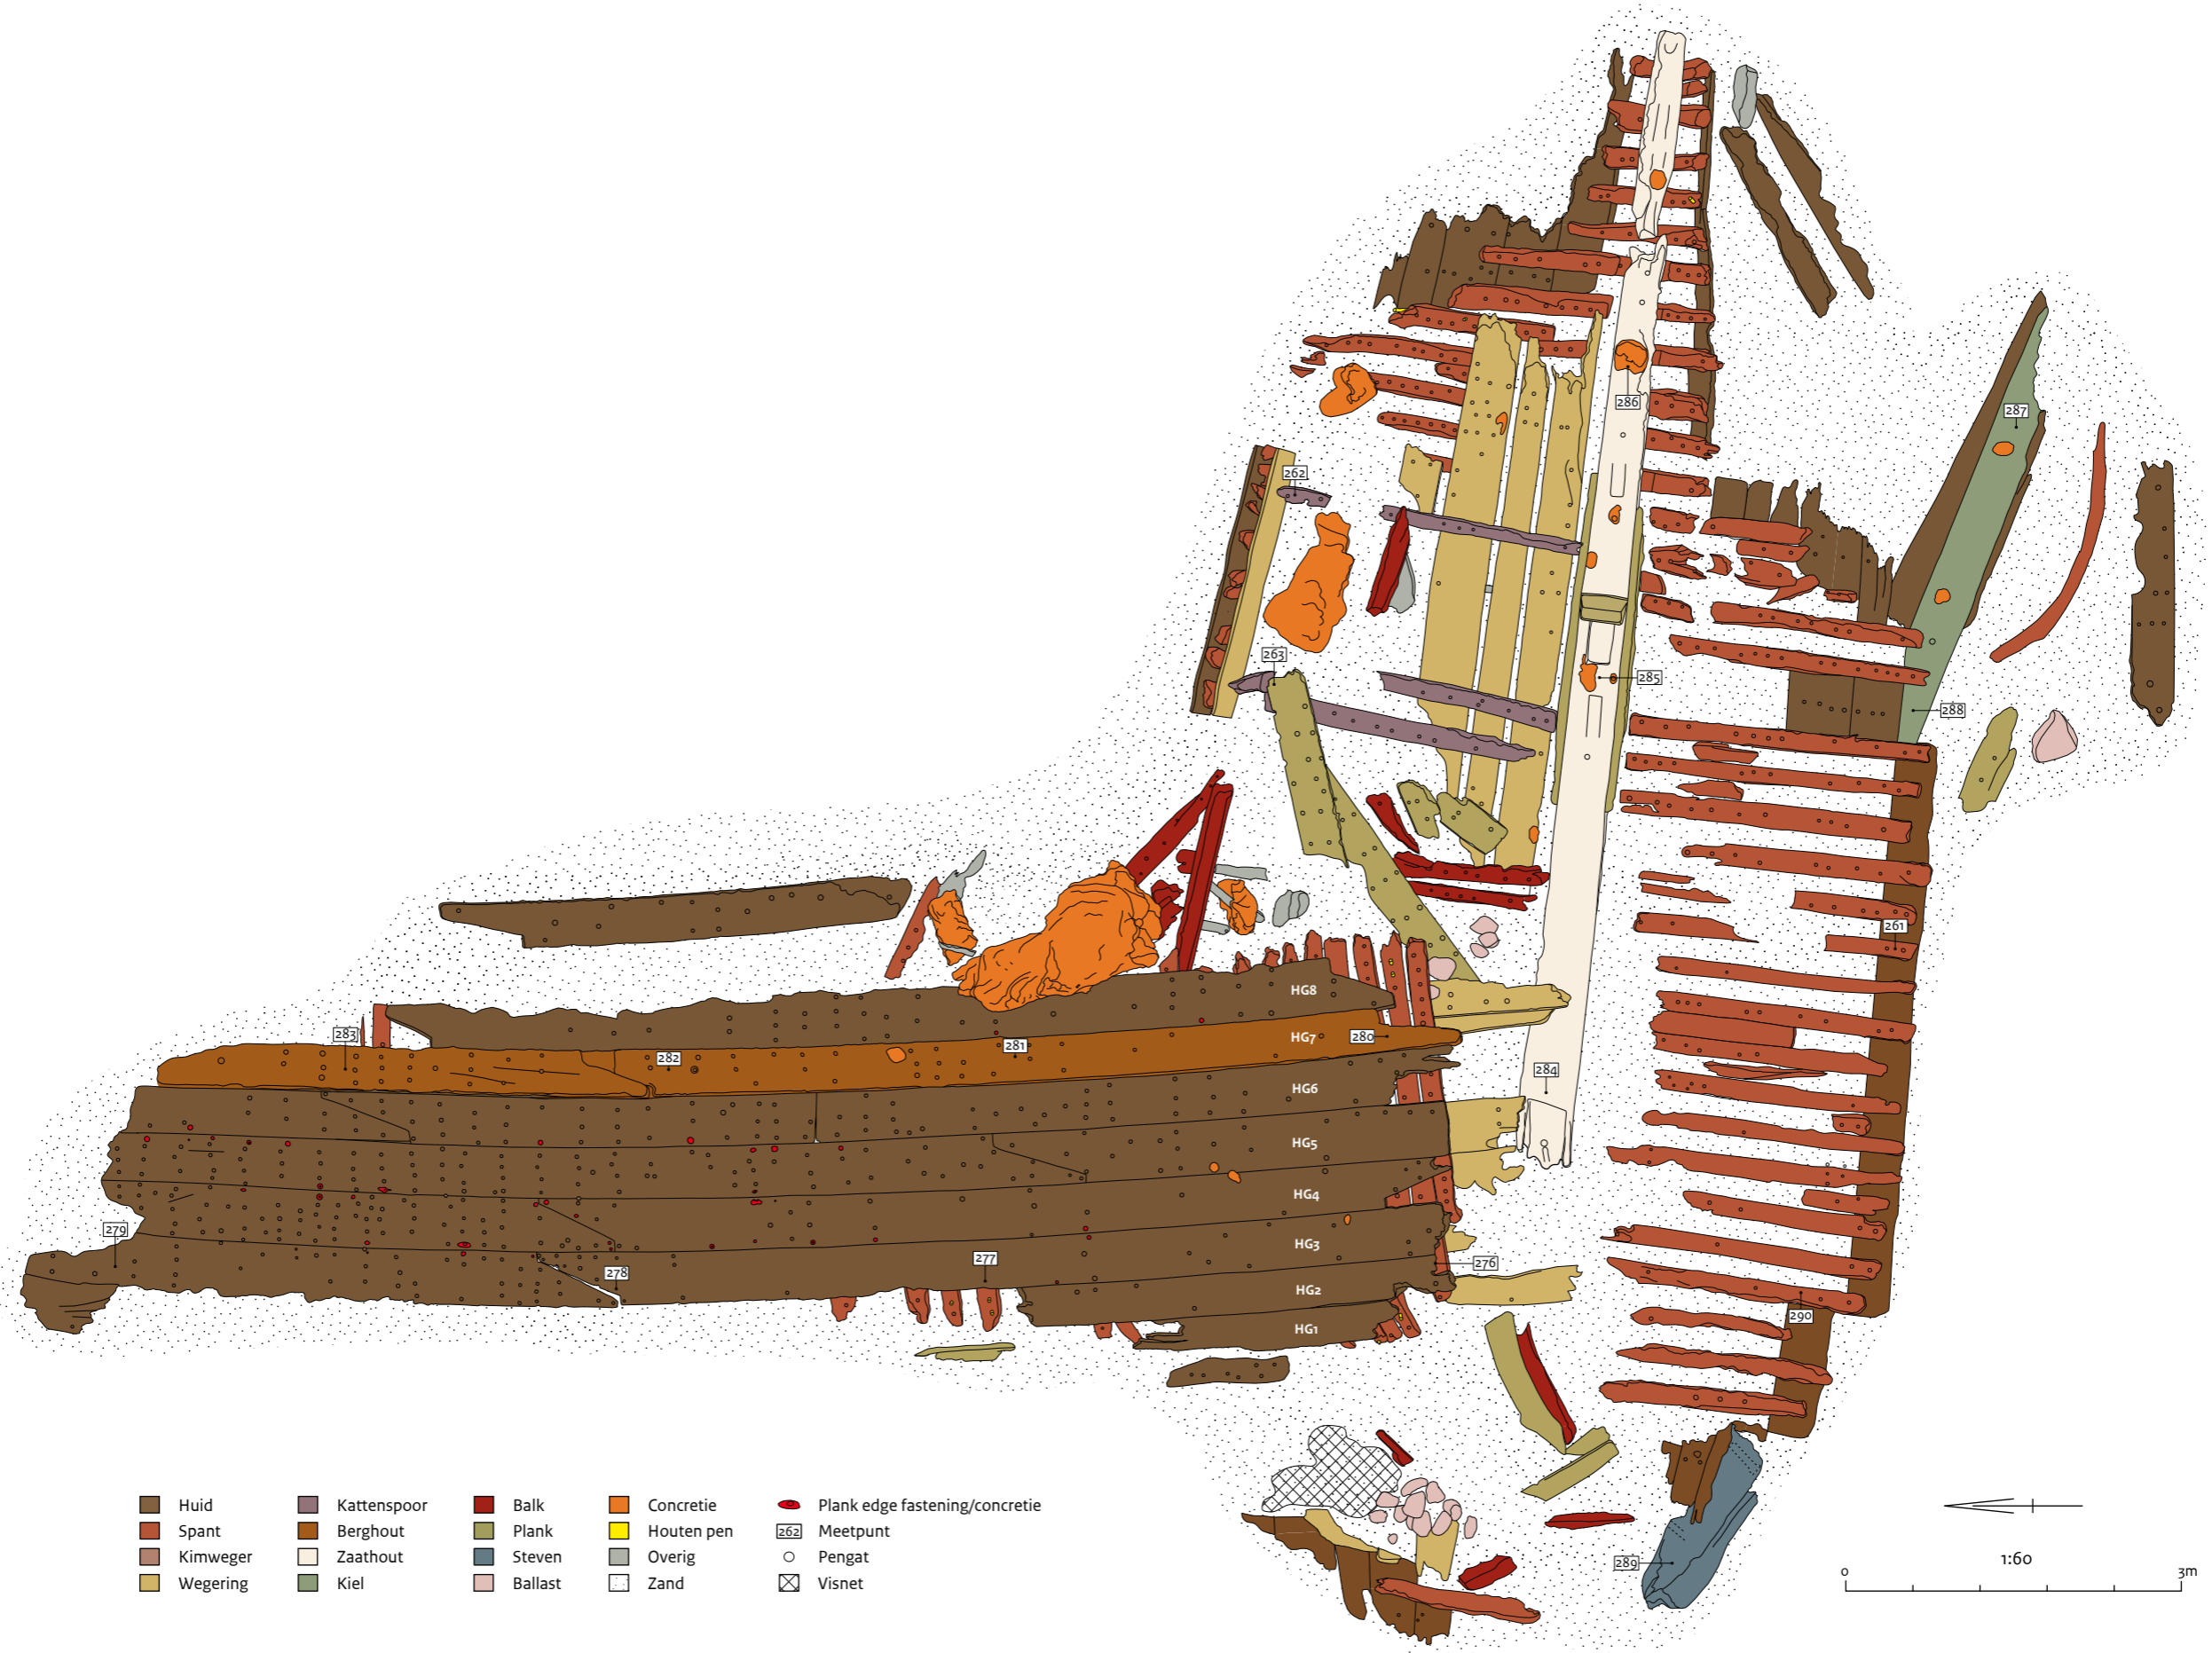 262
287
286
263
285
288
261
HG8
283
HG7
280
281
282
284
HG6
HG5
HG4
279
HG3
277
276
278
HG2
290
HG1
Huid
Kattenspoor
Balk
Concretie
Plank edge fastening/concretie
Spant
Berghout
Plank
Houten pen
262 Meetpunt
Kimweger
Zaathout
Steven
Overig
Pengat
Wegering
Kiel
Ballast
Zand
Visnet
289
1:60
0
3m